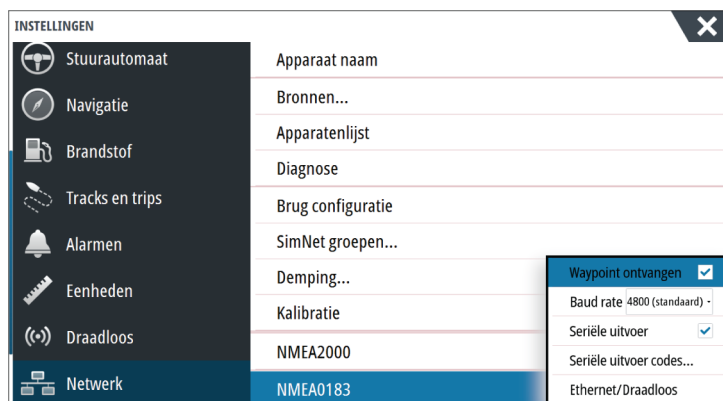 INSTELLINGEN
Stuurautomaat
Navigatie
Brandstof
Tracks en trips
Alarmen
Eenheden
Draadloos
Netwerk
Apparaat naam
Bronnen...
Apparatenlijst
Diagnose
Brug configuratie
SimNet groepen...
Demping...
Kalibratie
NMEA2000
NMEA0183
Waypoint ontvangen
Baud rate 4800 (standaard)
Seriële uitvoer
Seriële uitvoer codes...
Ethernet/Draadloos